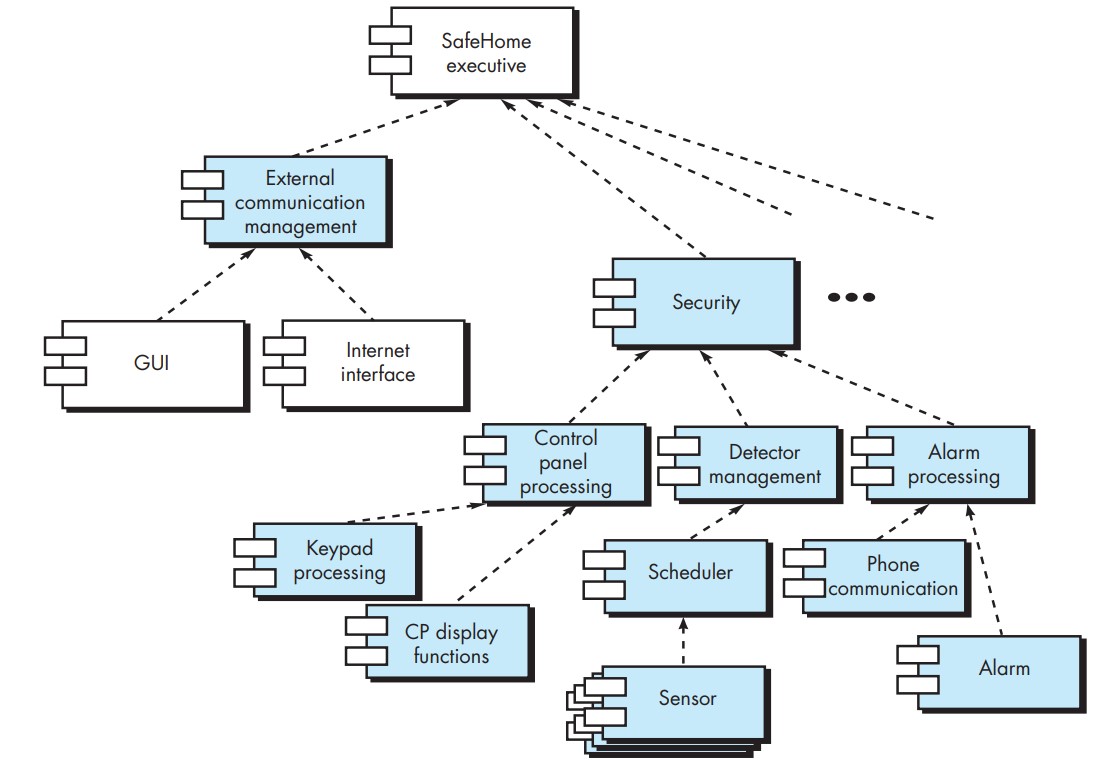 SafeHome
executive
External
communication
management
Security
GUI
Internet
interface
Control
panel
processing
Detector
management
Alarm
processing
Keypad
processing
Scheduler
Phone
communication
CP display
functions
Sensor
Alarm